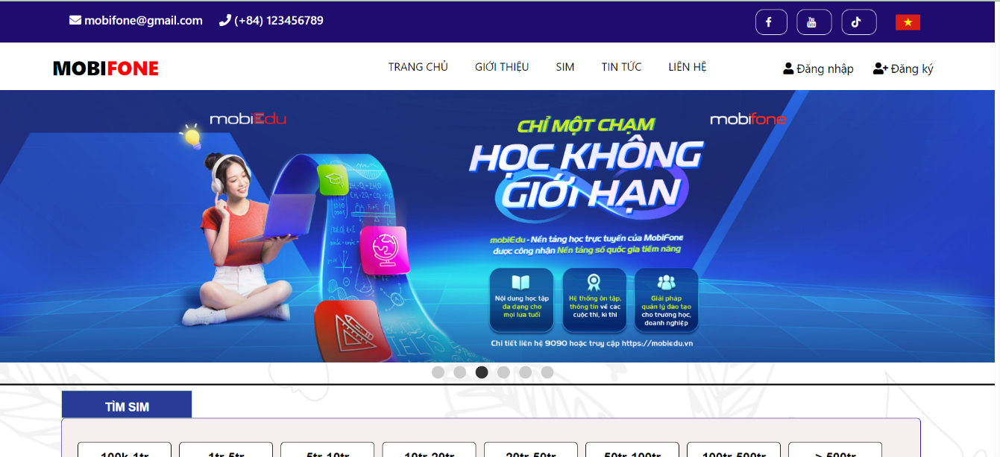 mobifone@gmail.com (+84) 123456789
You Tube
MOBIFONE TRANG CHỦ GIỚI THIỆU SIM TIN TỨC LIÊN HỆ Đăng nhập Đăng ký
mobiEdu
mobifone
CHỈ MỘT CHẠM
HỌC KHÔNG
GIỚI HẠN
mobiEdu - Nền tảng học trực tuyến của MobiFone
được công nhận Nền tảng số quốc gia tiềm năng
Nội dung học tập
đa dạng cho
mọi lứa tuổi
Hệ thống ôn tập,
thông tin về các
cuộc thi, kì thi
Giải pháp
quản lý đào tạo
cho trường học,
doanh nghiệp
Chi tiết liên hệ 9090 hoặc truy cập https://mobiedu.vn
IELTS
TÌM SIM
100k-1tr 1tr-5tr 5tr-10tr 10tr-20tr 20tr-50tr 50tr-100tr 100tr-500tr > 500tr